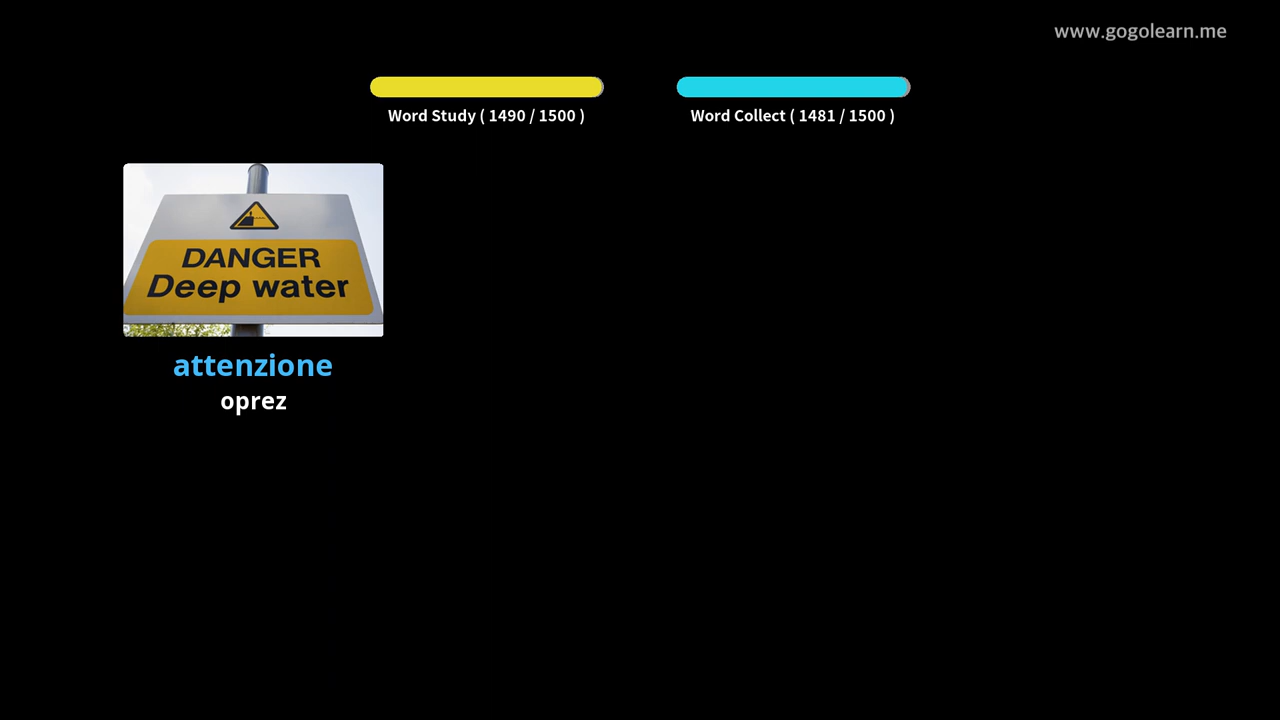 www.gogolearn.me
Word Study ( 1490 / 1500 )
Word Collect ( 1481 / 1500 )
DANGER
Deep water
attenzione
oprez